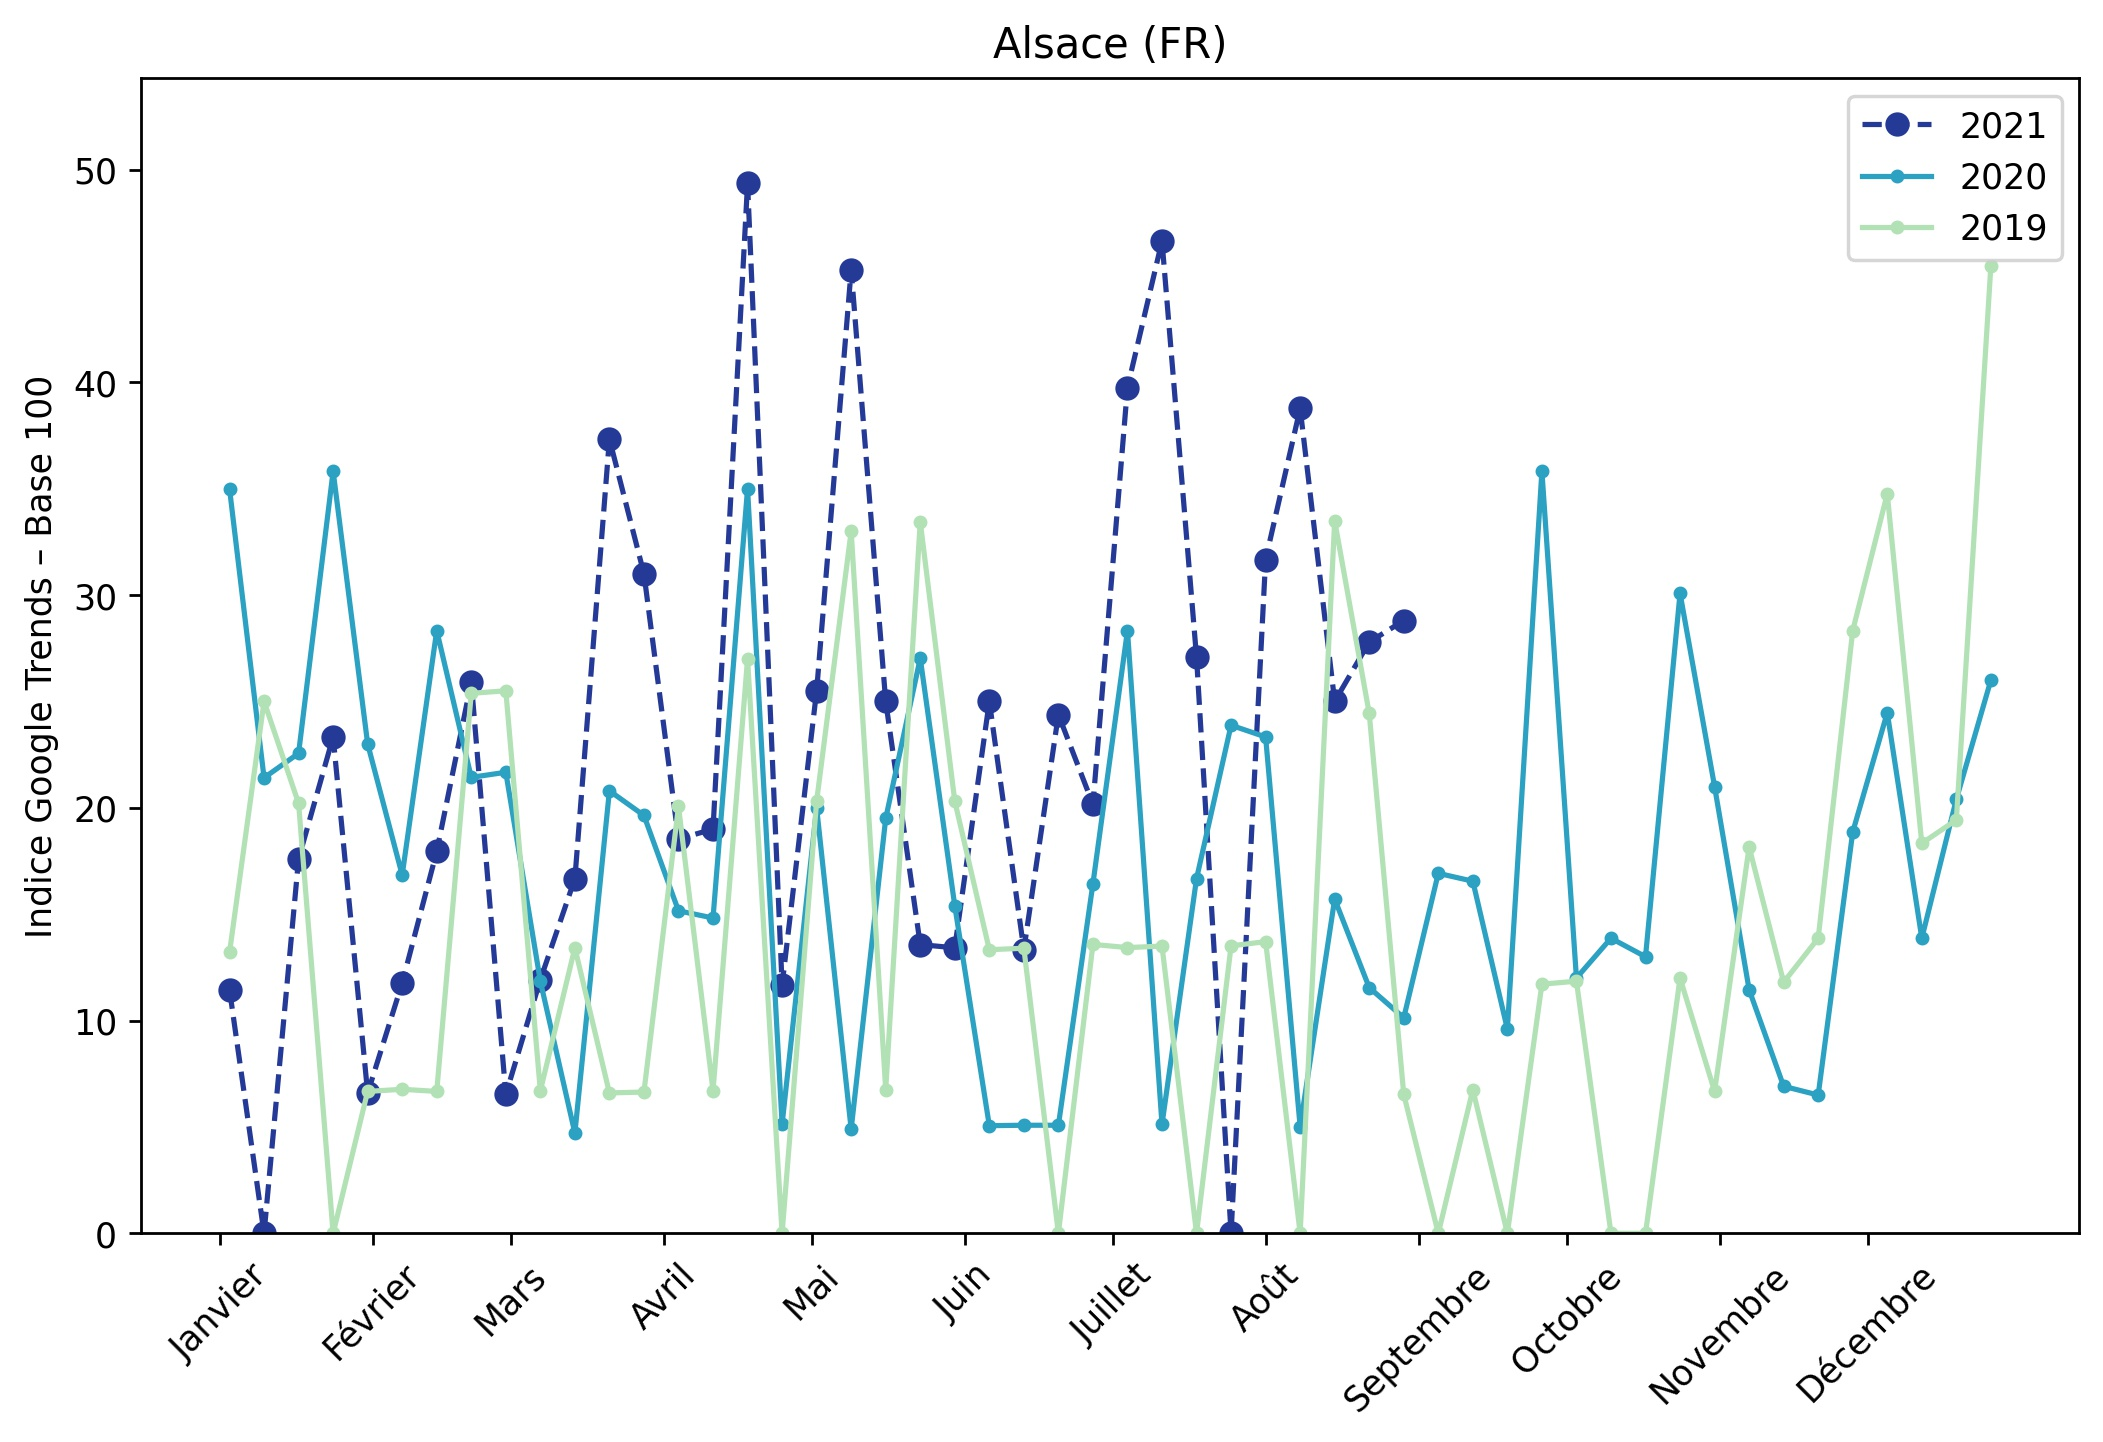 Alsace (FR)
2021
2020
2019
Indice Google Trends – Base 100
50
40
30
20
10
0
Janvier
Février
Mars
Avril
Mai
Juin
Juillet
Août
Septembre
Octobre
Novembre
Décembre